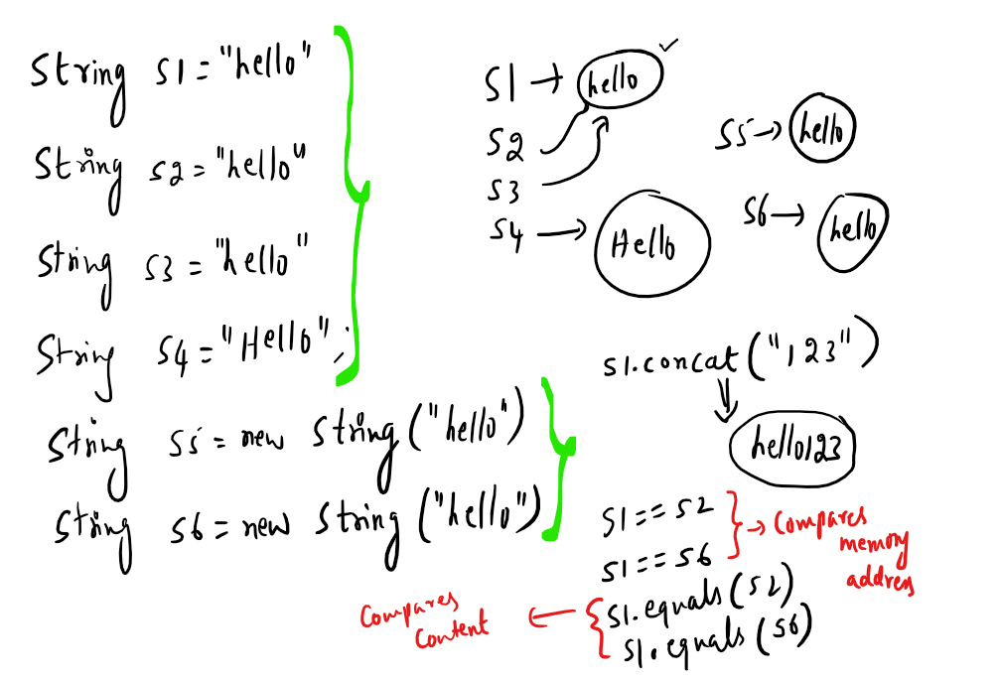 String s1 = "hello"
String s2 = "hello"
String s3 = "hello"
String s4 = "Hello";
String s5 = new String("hello")
String s6 = new String("hello")
s1 → hello ✓
s2
s3
s4 → Hello
s5 → hello
s6 → hello
s1.concat("123")
hello123
s1 == s2
s1 == s6
→ Compares
memory
address
s1.equals(s2)
s1.equals(s6)
Compares
Content